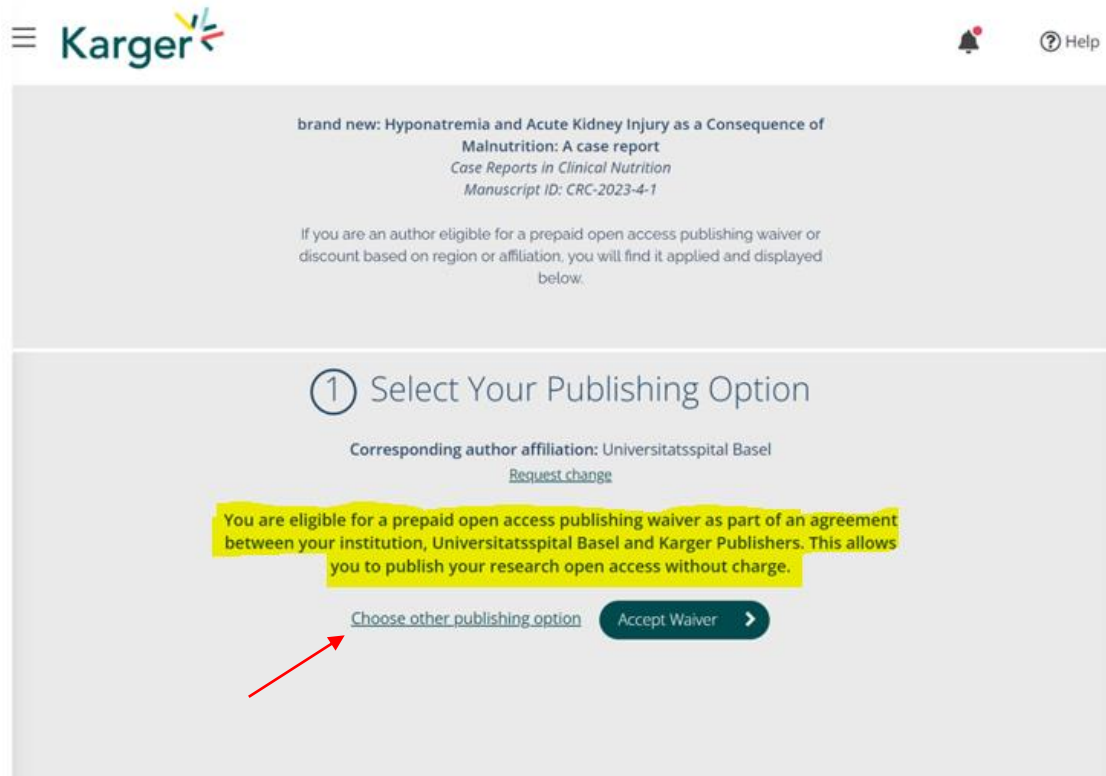 Karger
Help
brand new: Hyponatremia and Acute Kidney Injury as a Consequence of
Malnutrition: A case report
Case Reports in Clinical Nutrition
Manuscript ID: CRC-2023-4-1
If you are an author eligible for a prepaid open access publishing waiver or
discount based on region or affiliation, you will find it applied and displayed
below.
1 Select Your Publishing Option
Corresponding author affiliation: Universitatsspital Basel
Request change
You are eligible for a prepaid open access publishing waiver as part of an agreement
between your institution, Universitatsspital Basel and Karger Publishers. This allows
you to publish your research open access without charge.
Choose other publishing option
Accept Waiver